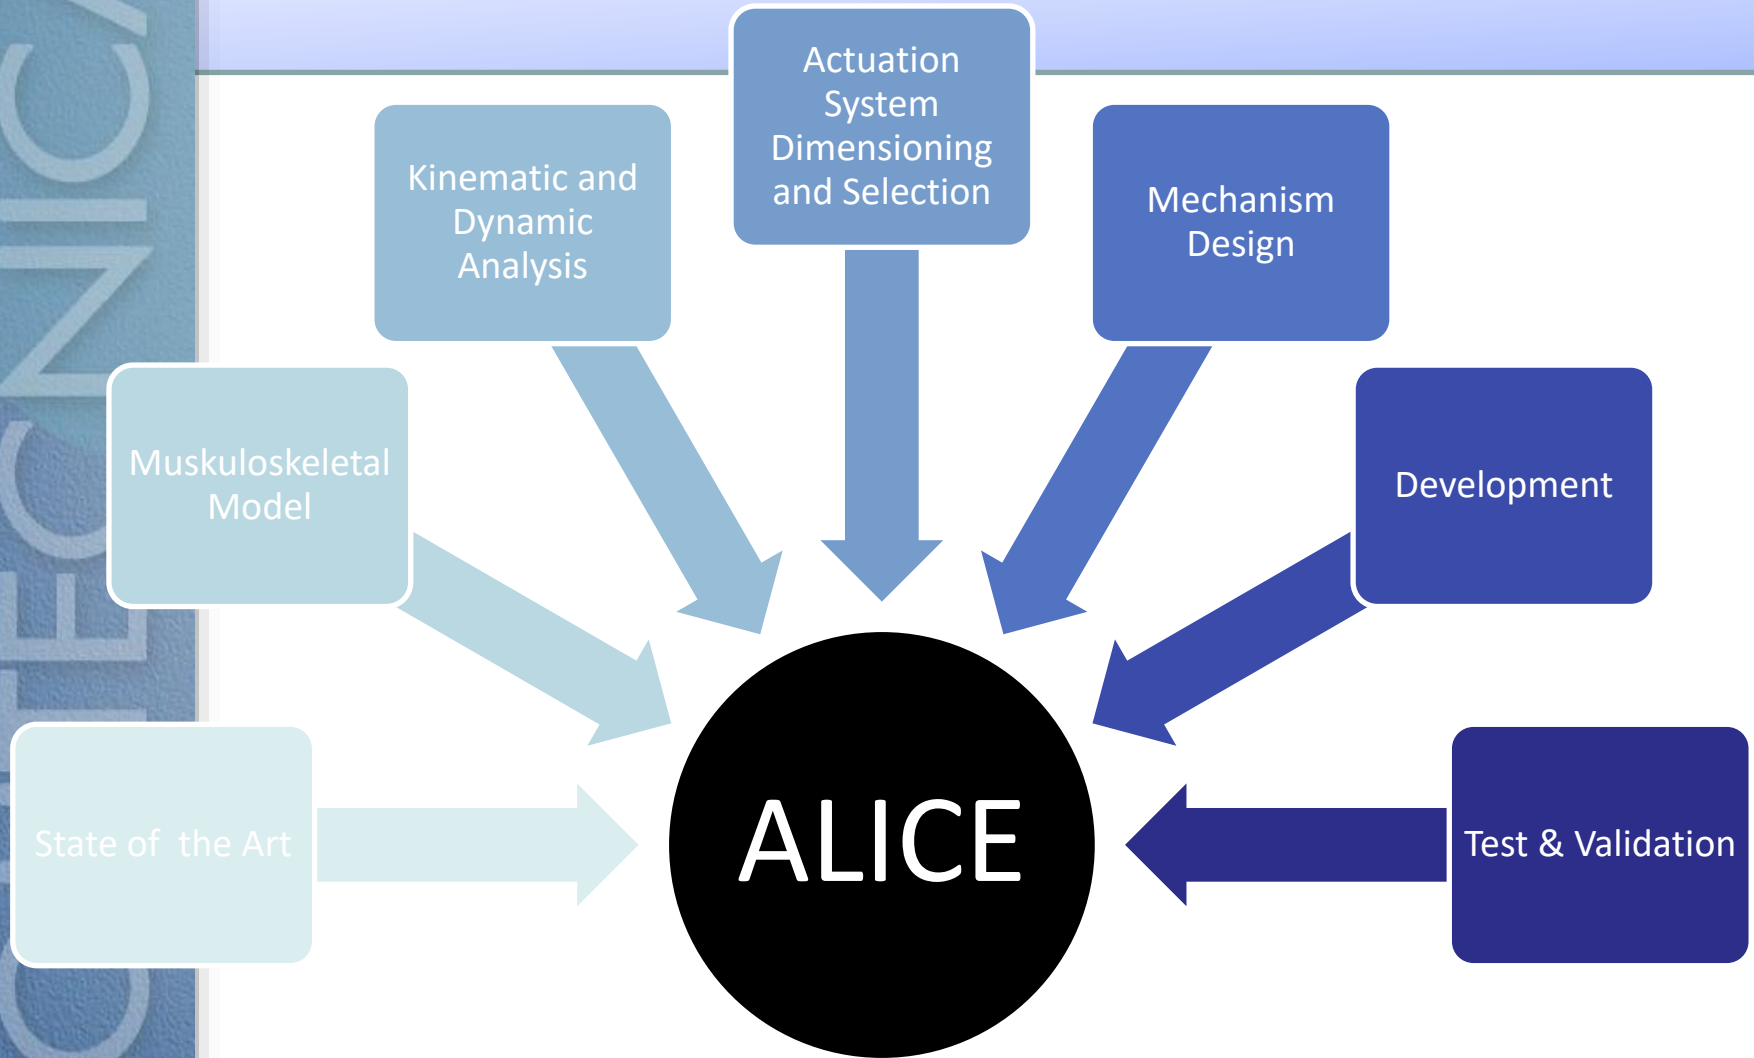 Actuation
System
Dimensioning
and Selection
Kinematic and
Dynamic
Analysis
Mechanism
Design
Muskuloskeletal
Model
Development
State of  the Art
ALICE
Test & Validation